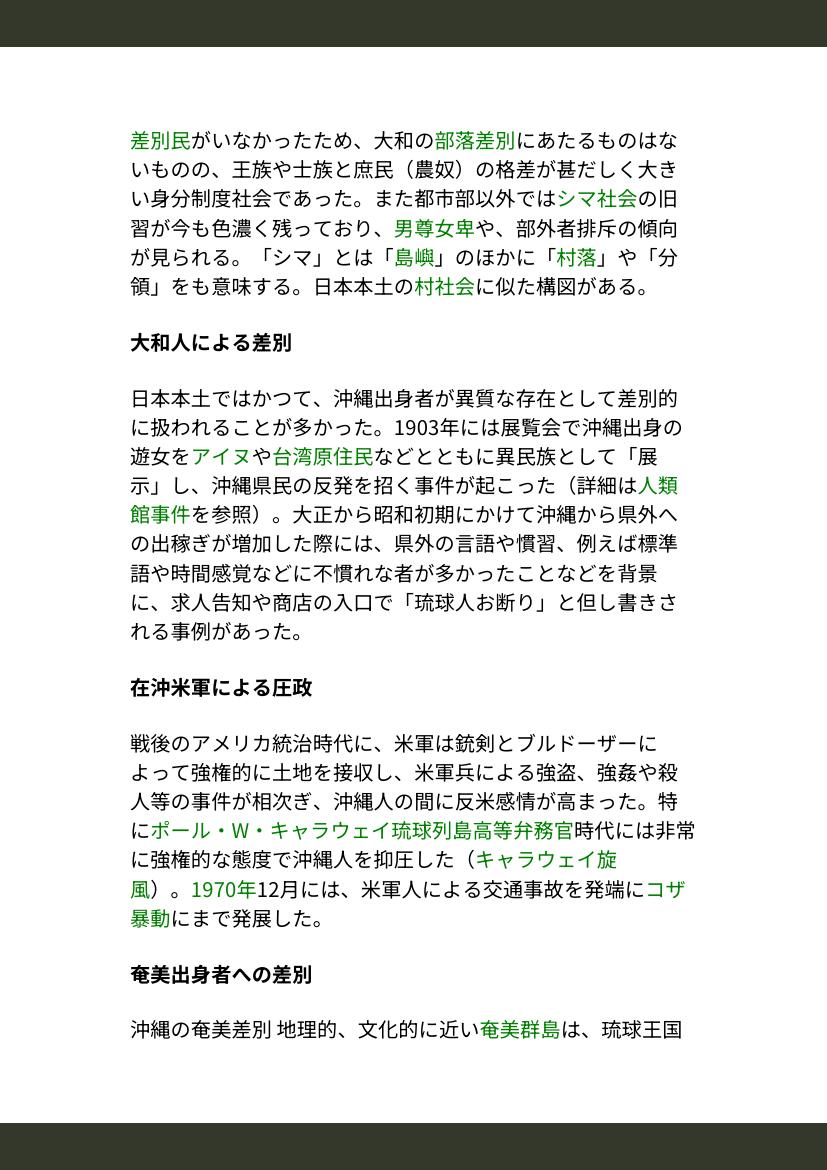 差別民がいなかったため、大和の部落差別にあたるものはな
いものの、王族や士族と庶民（農奴）の格差が甚だしく大き
い身分制度社会であった。また都市部以外ではシマ社会の旧
習が今も色濃く残っており、男尊女卑や、部外者排斥の傾向
が見られる。「シマ」とは「島嶼」のほかに「村落」や「分
領」をも意味する。日本本土の村社会に似た構図がある。
大和人による差別
日本本土ではかつて、沖縄出身者が異質な存在として差別的
に扱われることが多かった。1903年には展覧会で沖縄出身の
遊女をアイヌや台湾原住民などとともに異民族として「展
示」し、沖縄県民の反発を招く事件が起こった（詳細は人類
館事件を参照）。大正から昭和初期にかけて沖縄から県外へ
の出稼ぎが増加した際には、県外の言語や慣習、例えば標準
語や時間感覚などに不慣れな者が多かったことなどを背景
に、求人告知や商店の入口で「琉球人お断り」と但し書きさ
れる事例があった。
在沖米軍による圧政
戦後のアメリカ統治時代に、米軍は銃剣とブルドーザーに
よって強権的に土地を接収し、米軍兵による強盗、強姦や殺
人等の事件が相次ぎ、沖縄人の間に反米感情が高まった。特
にポール・W・キャラウェイ琉球列島高等弁務官時代には非常
に強権的な態度で沖縄人を抑圧した（キャラウェイ旋
風）。1970年12月には、米軍人による交通事故を発端にコザ
暴動にまで発展した。
奄美出身者への差別
沖縄の奄美差別 地理的、文化的に近い奄美群島は、琉球王国